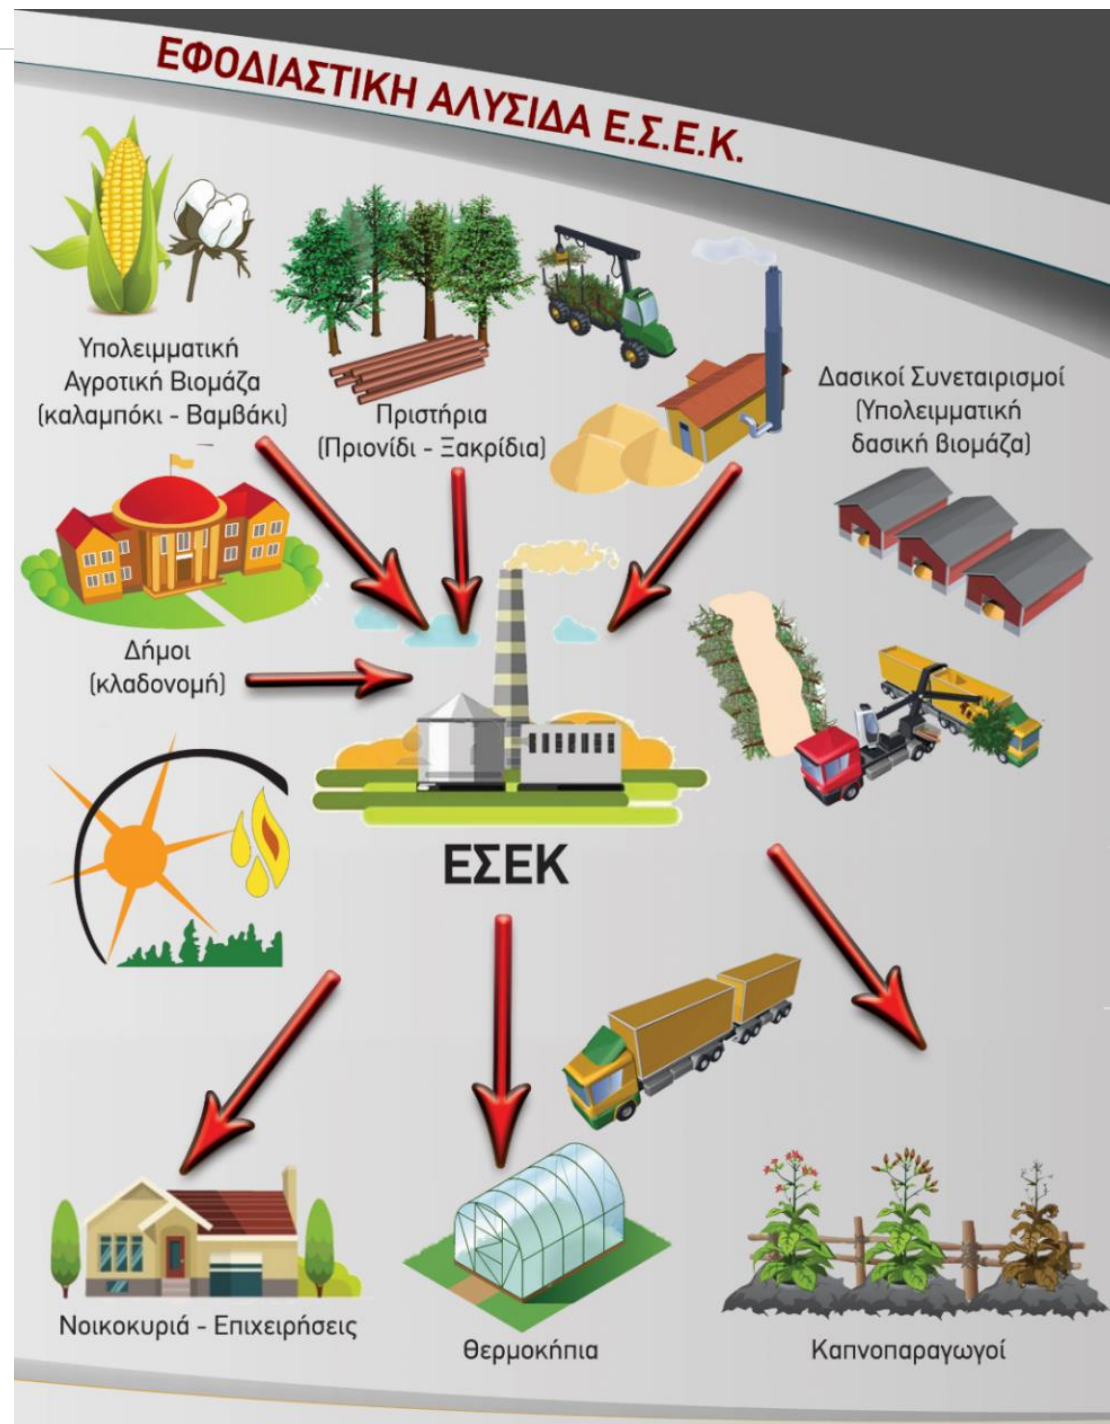 ΕΦΟΔΙΑΣΤΙΚΗ ΑΛΥΣΙΔΑ Ε.Σ.Ε.Κ.
Υπολειμματική
Αγροτική Βιομάζα
(καλαμπόκι - Βαμβάκι)
Πριστήρια
(Πριονίδι - Ξακρίδια)
Δασικοί Συνεταιρισμοί
(Υπολειμματική
δασική βιομάζα)
Δήμοι
(κλαδονομή)
ΕΣΕΚ
Νοικοκυριά - Επιχειρήσεις
Θερμοκήπια
Καπνοπαραγωγοί